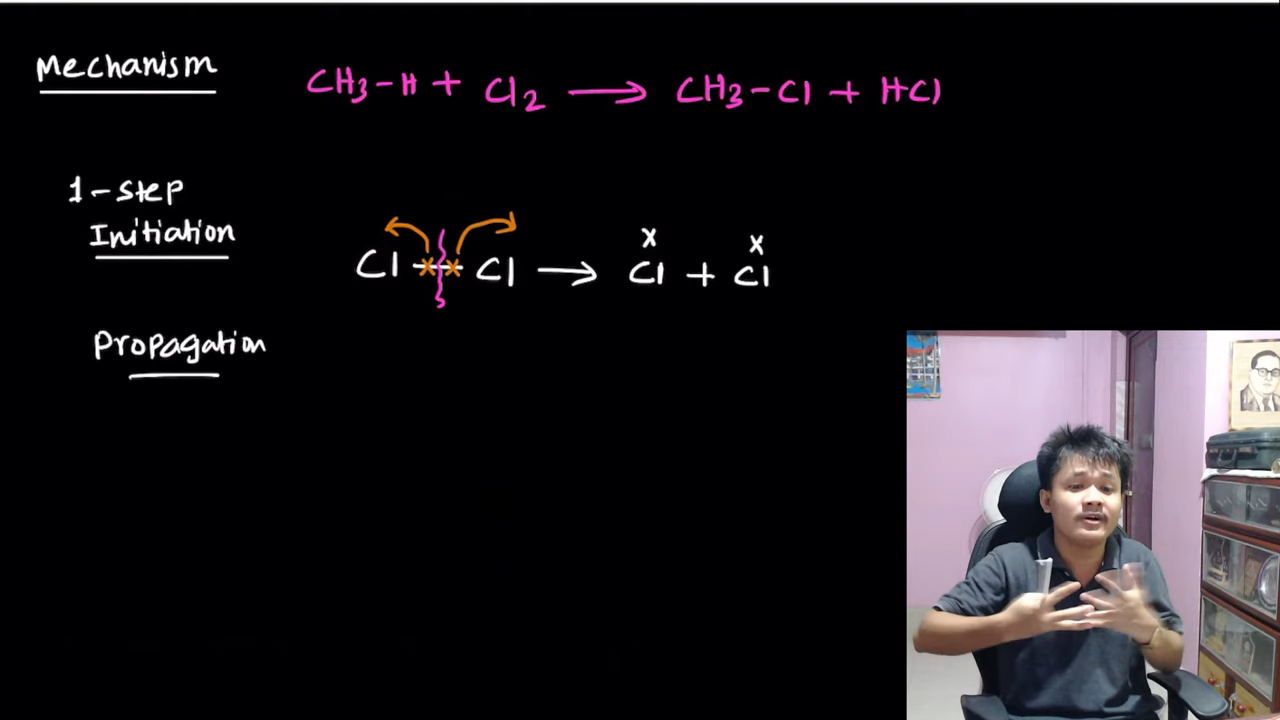 Mechanism
CH3-H + Cl2 → CH3-Cl + HCl
1-step
Initiation
Cl ×× Cl → Cl + Cl
x x
Propagation